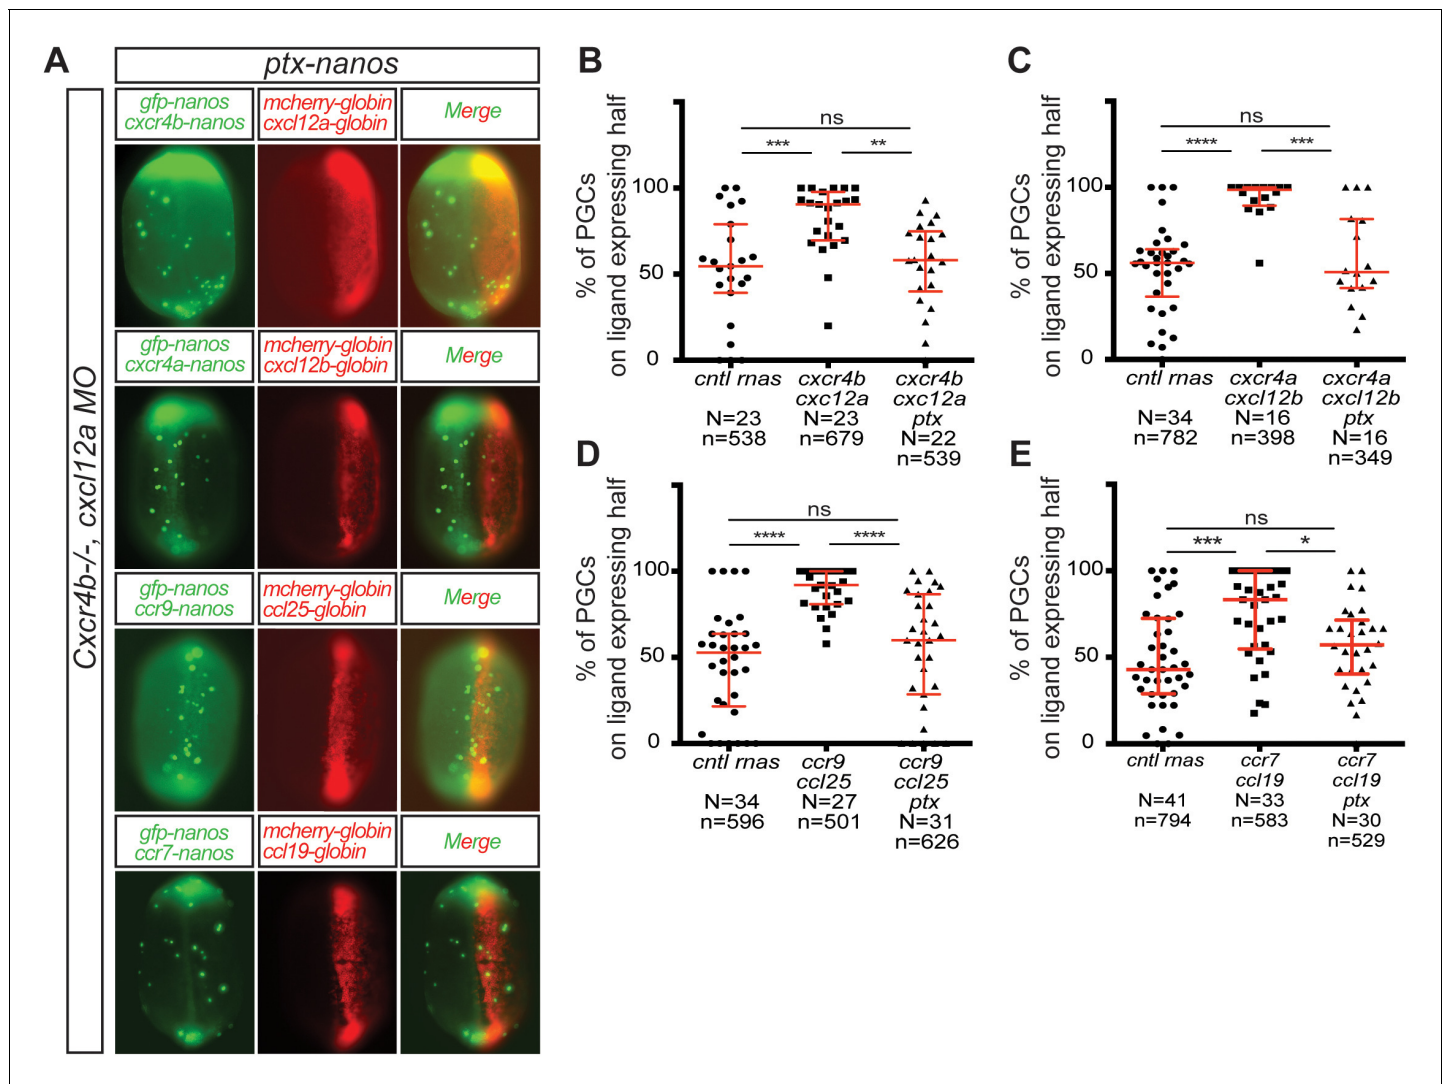 A
ptx-nanos
Cxcr4b-/-, cxcl12a MO
gfp-nanos
cxcr4b-nanos
mcherry-globin
cxcl12a-globin
Merge
gfp-nanos
cxcr4a-nanos
mcherry-globin
cxcl12b-globin
Merge
gfp-nanos
ccr9-nanos
mcherry-globin
ccl25-globin
Merge
gfp-nanos
ccr7-nanos
mcherry-globin
ccl19-globin
Merge
B
% of PGCs
on ligand expressing half
100
50
0
ns
***
**
cntl rnas
N=23
n=538
cxcr4b
cxc12a
N=23
n=679
cxcr4b
cxc12a
ptx
N=22
n=539
C
% of PGCs
on ligand expressing half
100
50
0
ns
****
***
cntl rnas
N=34
n=782
cxcr4a
cxcl12b
N=16
n=398
cxcr4a
cxcl12b
ptx
N=16
n=349
D
% of PGCs
on ligand expressing half
100
50
0
ns
****
****
cntl rnas
N=34
n=596
ccr9
ccl25
N=27
n=501
ccr9
ccl25
ptx
N=31
n=626
E
% of PGCs
on ligand expressing half
100
50
0
ns
***
*
cntl rnas
N=41
n=794
ccr7
ccl19
N=33
n=583
ccr7
ccl19
ptx
N=30
n=529